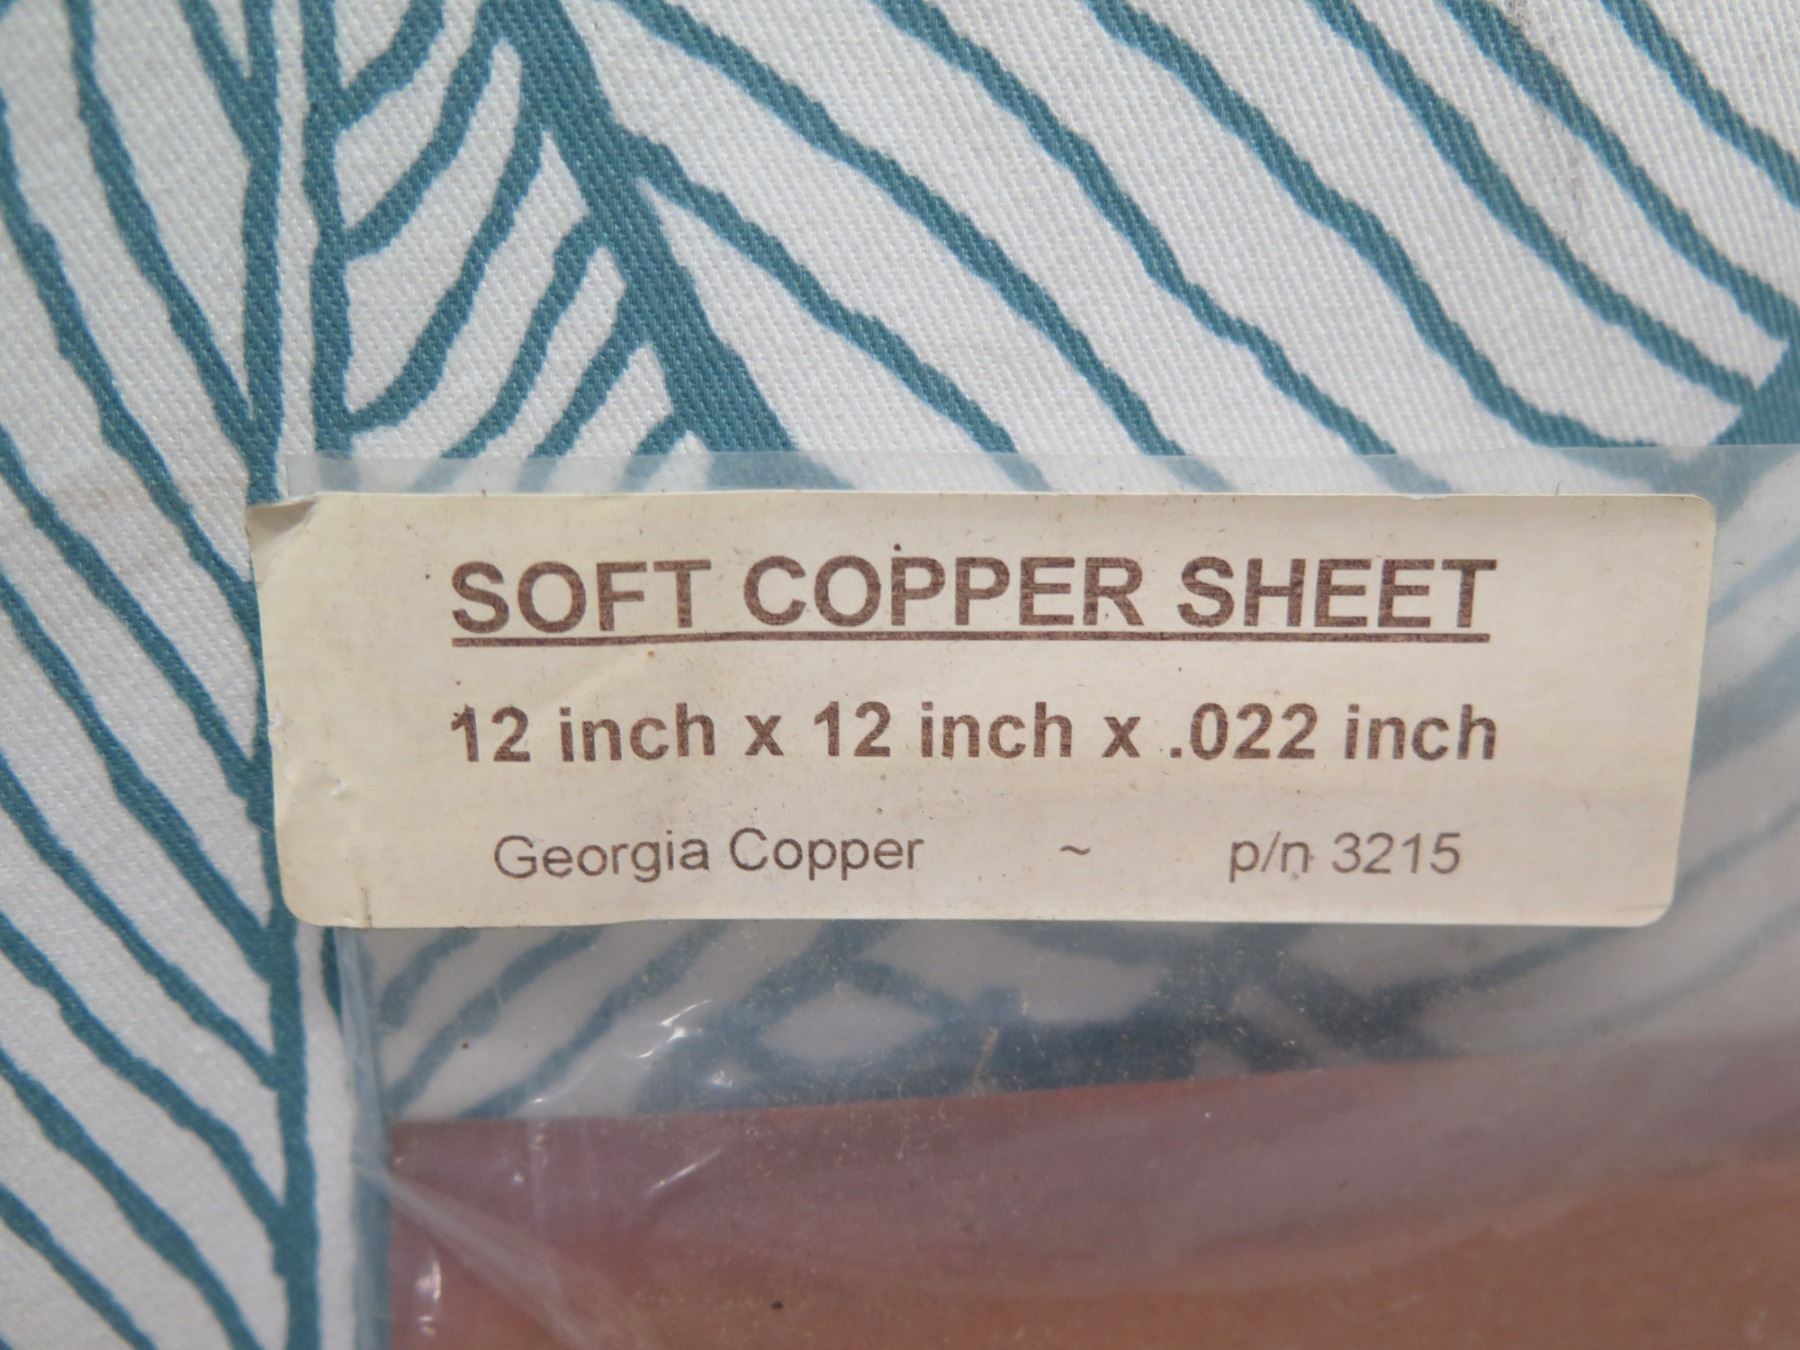 SOFT COPPER SHEET
12 inch x 12 inch x .022 inch
Georgia Copper ~ p/n 3215